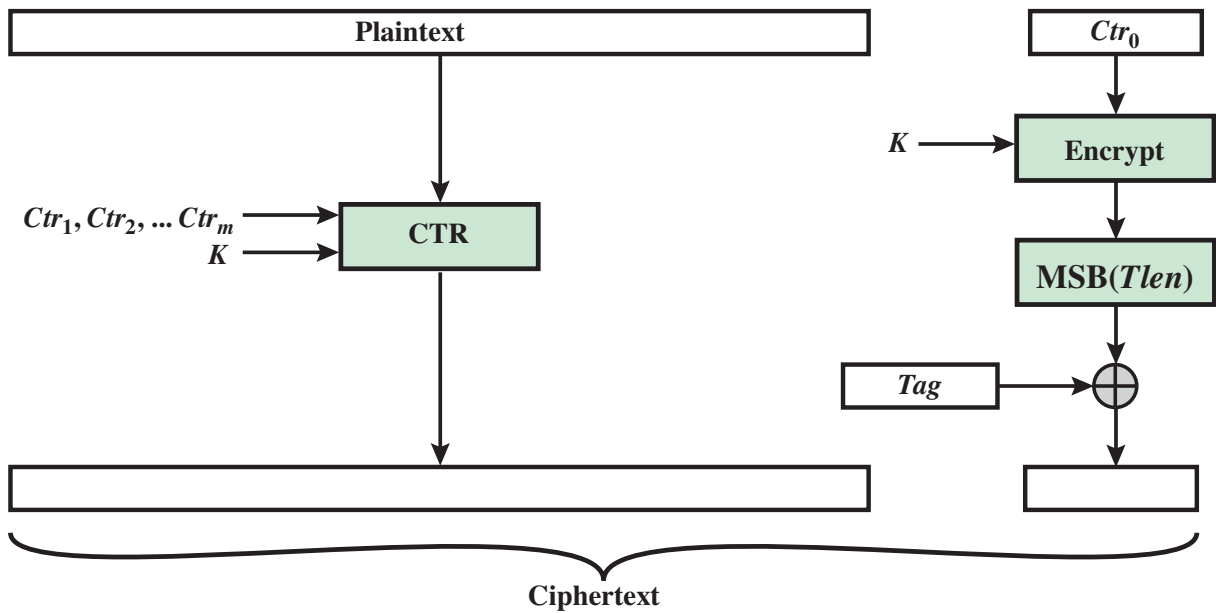 Plaintext
Ctr₀
K
Encrypt
Ctr₁, Ctr₂, ... Ctrₘ
K
CTR
MSB(Tlen)
Tag
Ciphertext